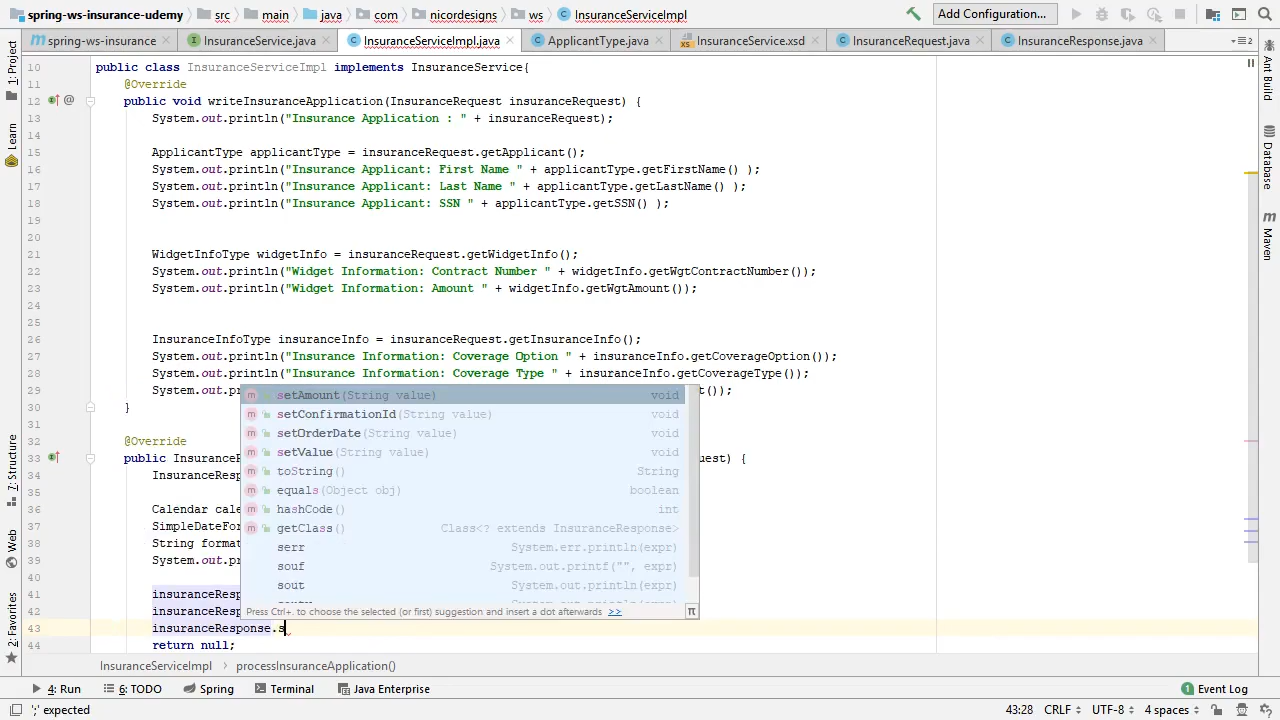 spring-ws-insurance-udemy src main java com nicordesigns ws InsuranceServiceImpl Add Configuration...
spring-ws-insurance InsuranceService.java InsuranceServiceImpl.java ApplicantType.java InsuranceService.xsd InsuranceRequest.java InsuranceResponse.java
10 public class InsuranceServiceImpl implements InsuranceService{
11 @Override
12 public void writeInsuranceApplication(InsuranceRequest insuranceRequest) {
13 System.out.println("Insurance Application : " + insuranceRequest);
14
15 ApplicantType applicantType = insuranceRequest.getApplicant();
16 System.out.println("Insurance Applicant: First Name " + applicantType.getFirstName() );
17 System.out.println("Insurance Applicant: Last Name " + applicantType.getLastName() );
18 System.out.println("Insurance Applicant: SSN " + applicantType.getSSN() );
19
20
21 WidgetInfoType widgetInfo = insuranceRequest.getWidgetInfo();
22 System.out.println("Widget Information: Contract Number " + widgetInfo.getWgtContractNumber());
23 System.out.println("Widget Information: Amount " + widgetInfo.getWgtAmount());
24
25
26 InsuranceInfoType insuranceInfo = insuranceRequest.getInsuranceInfo();
27 System.out.println("Insurance Information: Coverage Option " + insuranceInfo.getCoverageOption());
28 System.out.println("Insurance Information: Coverage Type " + insuranceInfo.getCoverageType());
29 System.out.pr t());
30 }
31
32 @Override
33 public InsuranceR uest) {
34 InsuranceResp
35
36 Calendar cale
37 SimpleDateFor
38 String format
39 System.out.pr
40
41 insuranceResp
42 insuranceResp
43 insuranceResponse.s
44 return null;
setAmount(String value) void
setConfirmationId(String value) void
setOrderDate(String value) void
setValue(String value) void
toString() String
equals(Object obj) boolean
hashCode() int
getClass() Class<? extends InsuranceResponse>
serr System.err.println(expr)
souf System.out.printf("", expr)
sout System.out.println(expr)
Press Ctrl+. to choose the selected (or first) suggestion and insert a dot afterwards >> π
1: Project
Learn
7: Structure
Web
2: Favorites
Ant Build
Database
Maven
InsuranceServiceImpl processInsuranceApplication()
4: Run 6: TODO Spring Terminal Java Enterprise 1 Event Log
';' expected 43:28 CRLF UTF-8 4 spaces